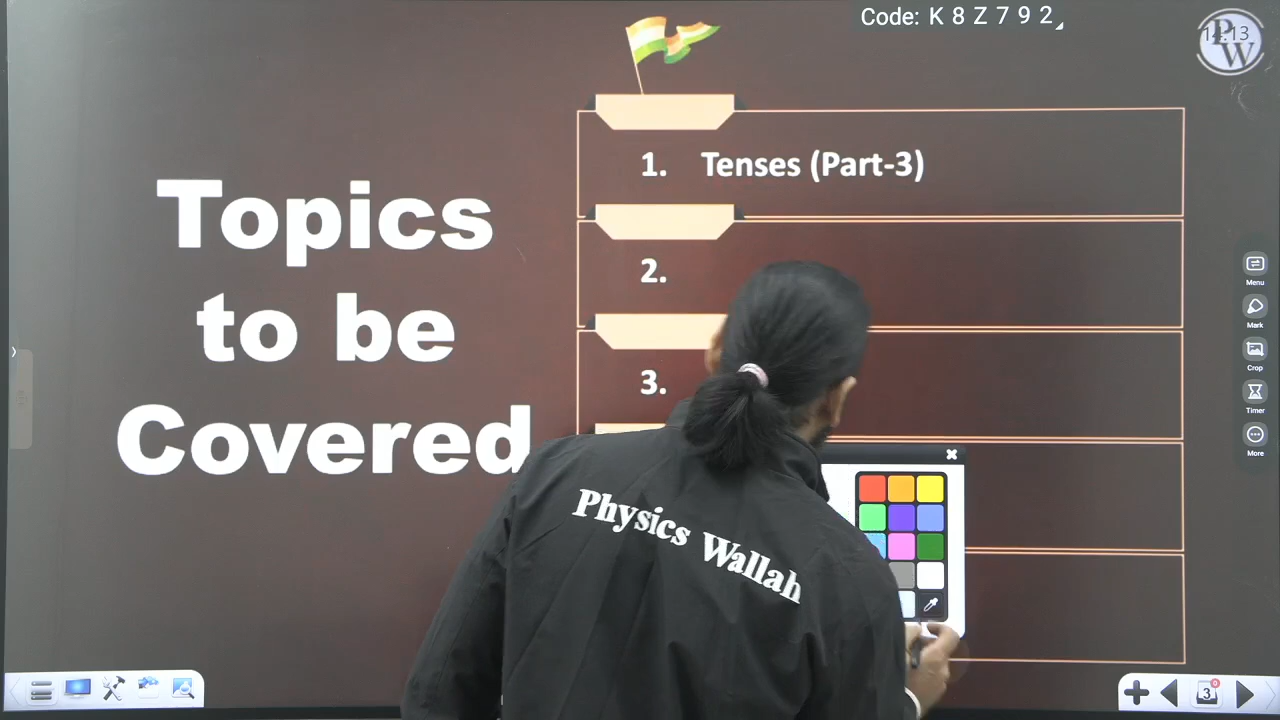 Code: K 8 Z 7 9 2
PW
Topics
to be
Covered
1. Tenses (Part-3)
2.
3.
Physics Wallah
Menu
Mark
Crop
Timer
More
3